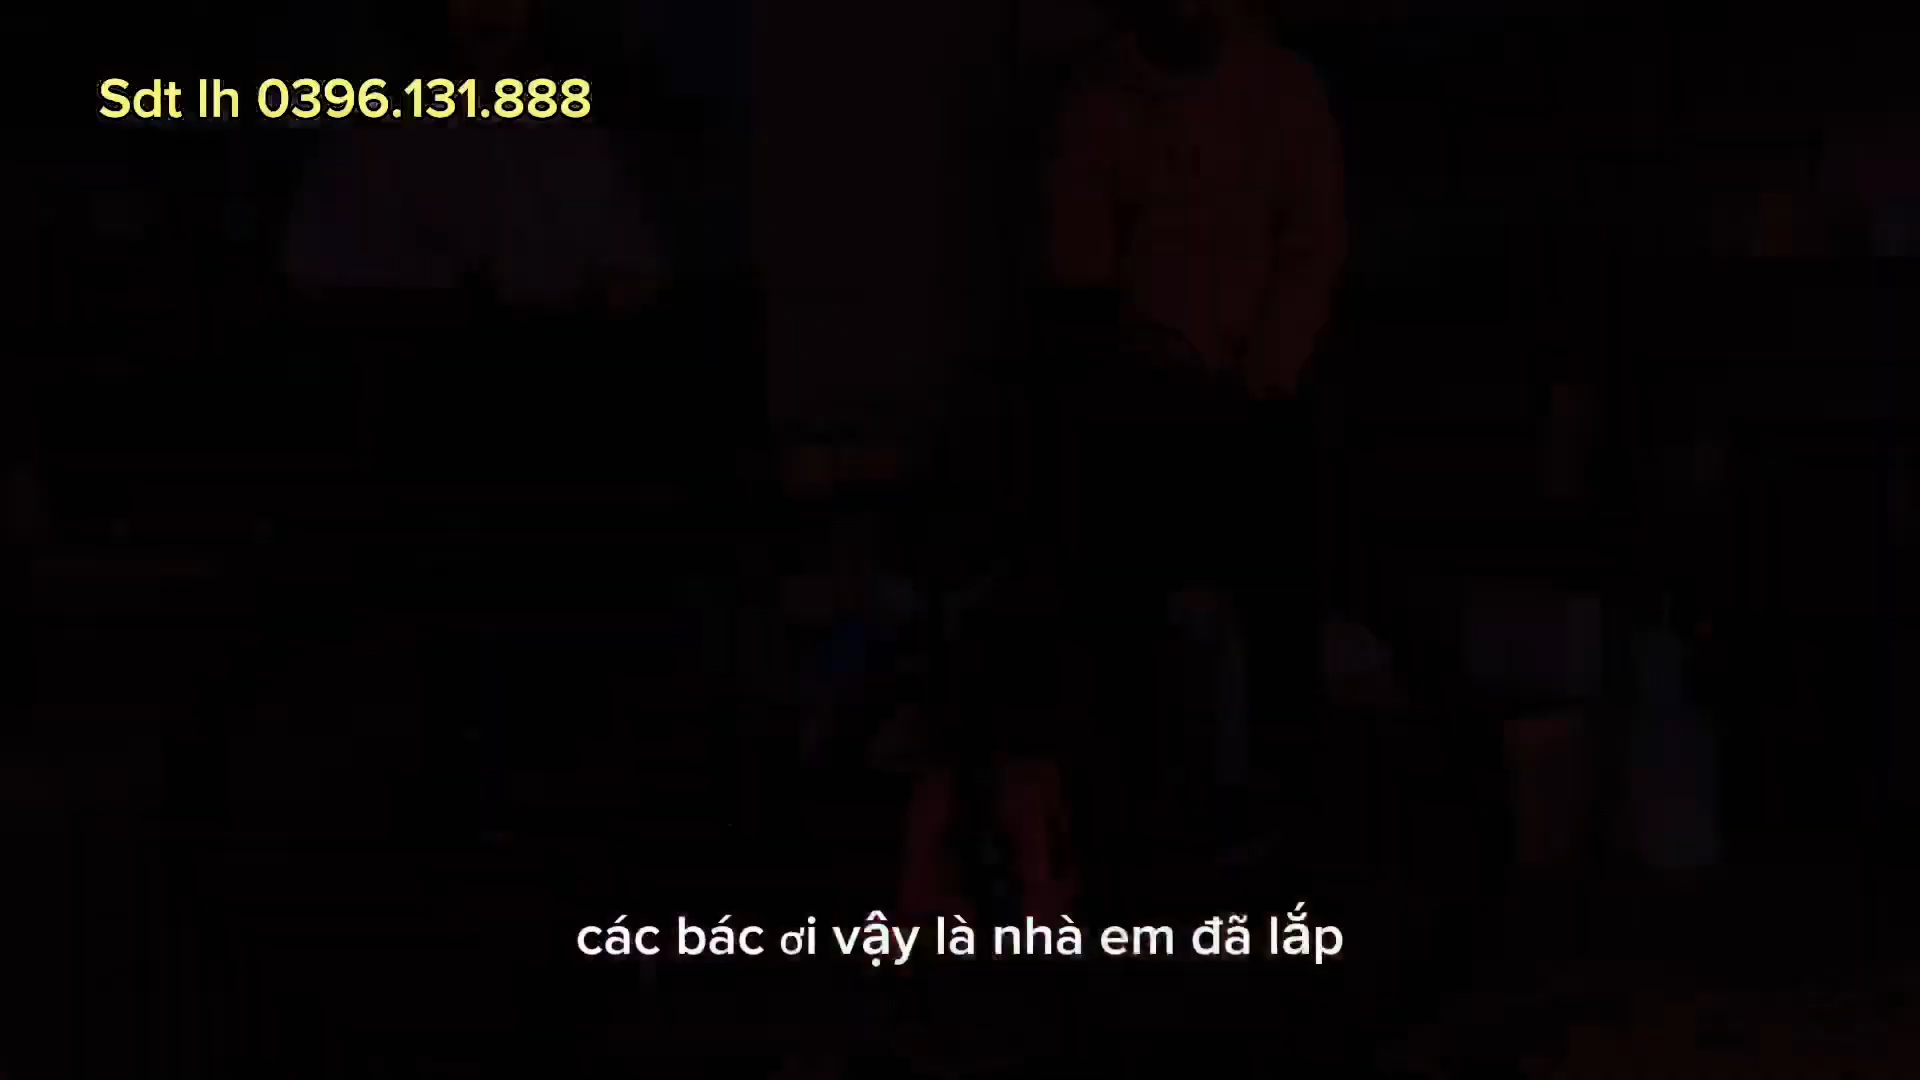 Sdt lh 0396.131.888
các bác ơi vậy là nhà em đã lắp